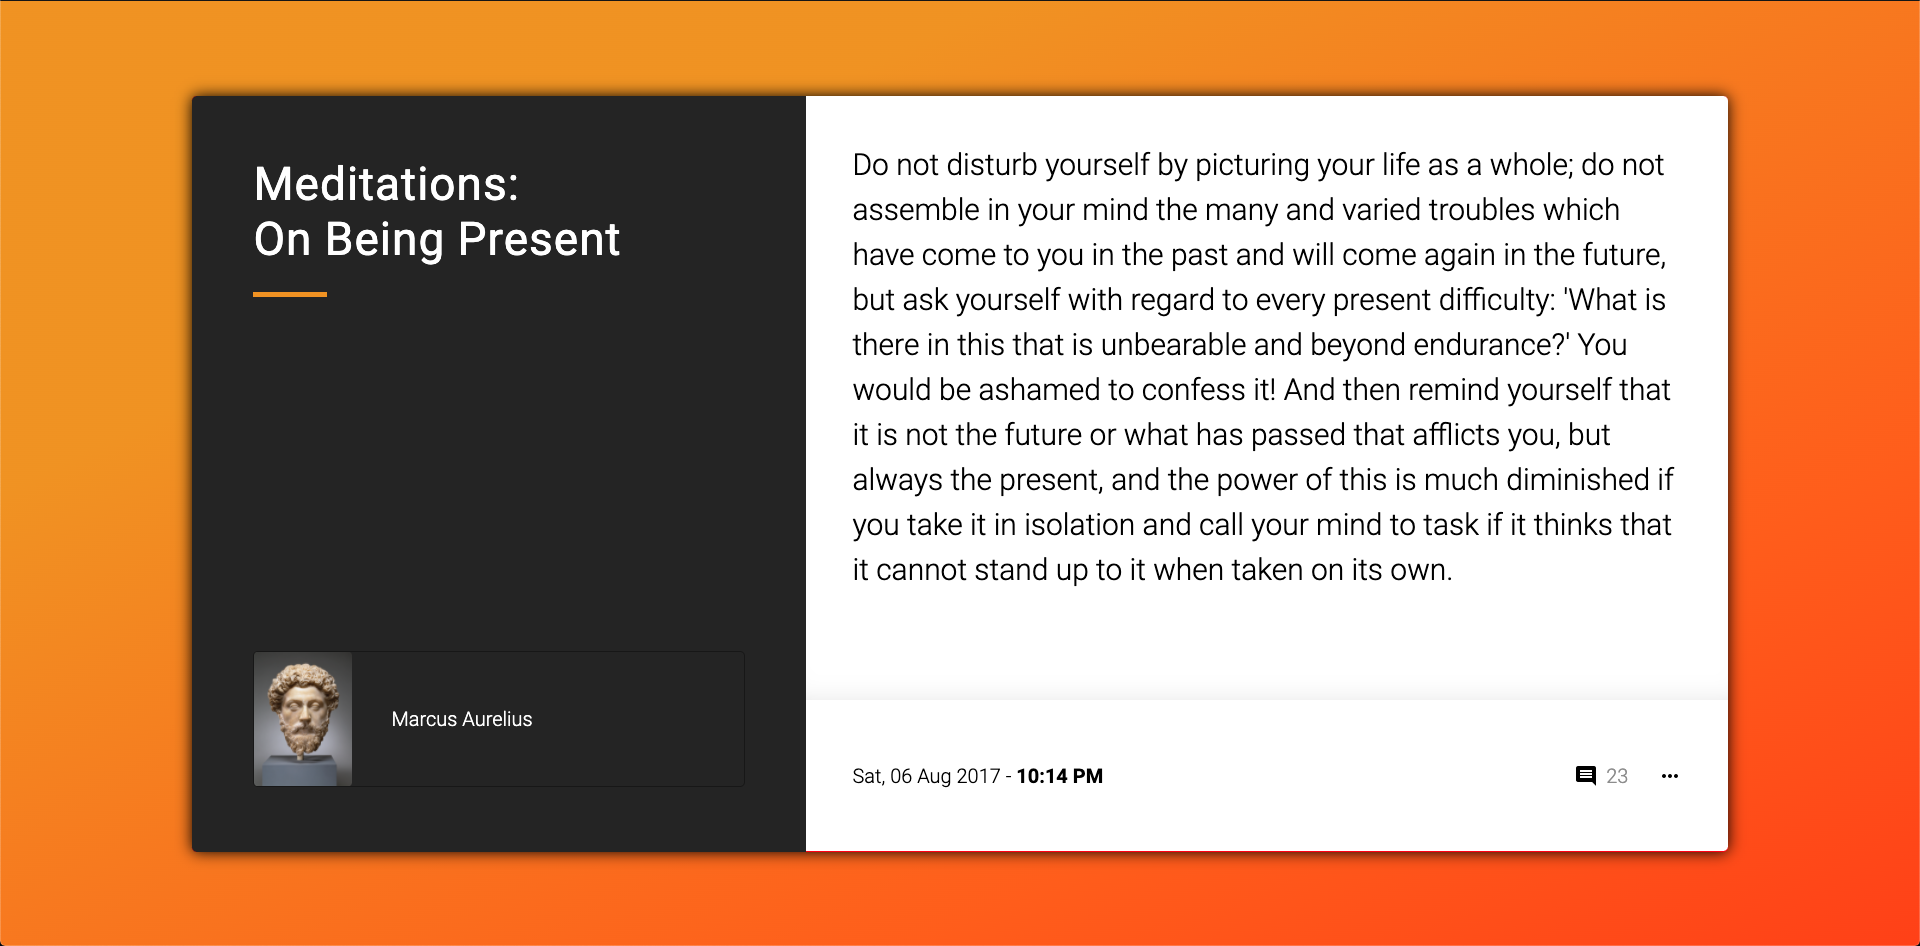 Meditations:
On Being Present
Do not disturb yourself by picturing your life as a whole; do not
assemble in your mind the many and varied troubles which
have come to you in the past and will come again in the future,
but ask yourself with regard to every present difficulty: 'What is
there in this that is unbearable and beyond endurance?' You
would be ashamed to confess it! And then remind yourself that
it is not the future or what has passed that afflicts you, but
always the present, and the power of this is much diminished if
you take it in isolation and call your mind to task if it thinks that
it cannot stand up to it when taken on its own.
Marcus Aurelius
Sat, 06 Aug 2017 - 10:14 PM
23